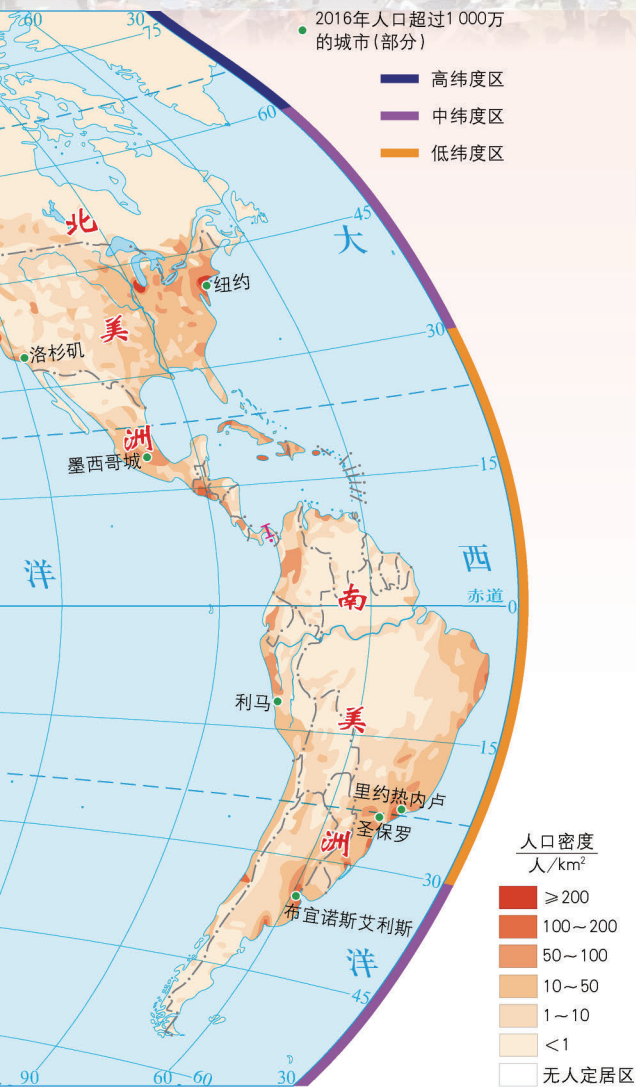 60
30
75
2016年人口超过1 000万
的城市(部分)
高纬度区
中纬度区
低纬度区
60
45
北
大
纽约
30
美
洛杉矶
洲
墨西哥城
15
洋
西
赤道
0
南
利马
美
15
里约热内卢
圣保罗
洲
30
布宜诺斯艾利斯
洋
45
90
60
60
30
人口密度
人/km²
≥200
100～200
50～100
10～50
1～10
<1
无人定居区